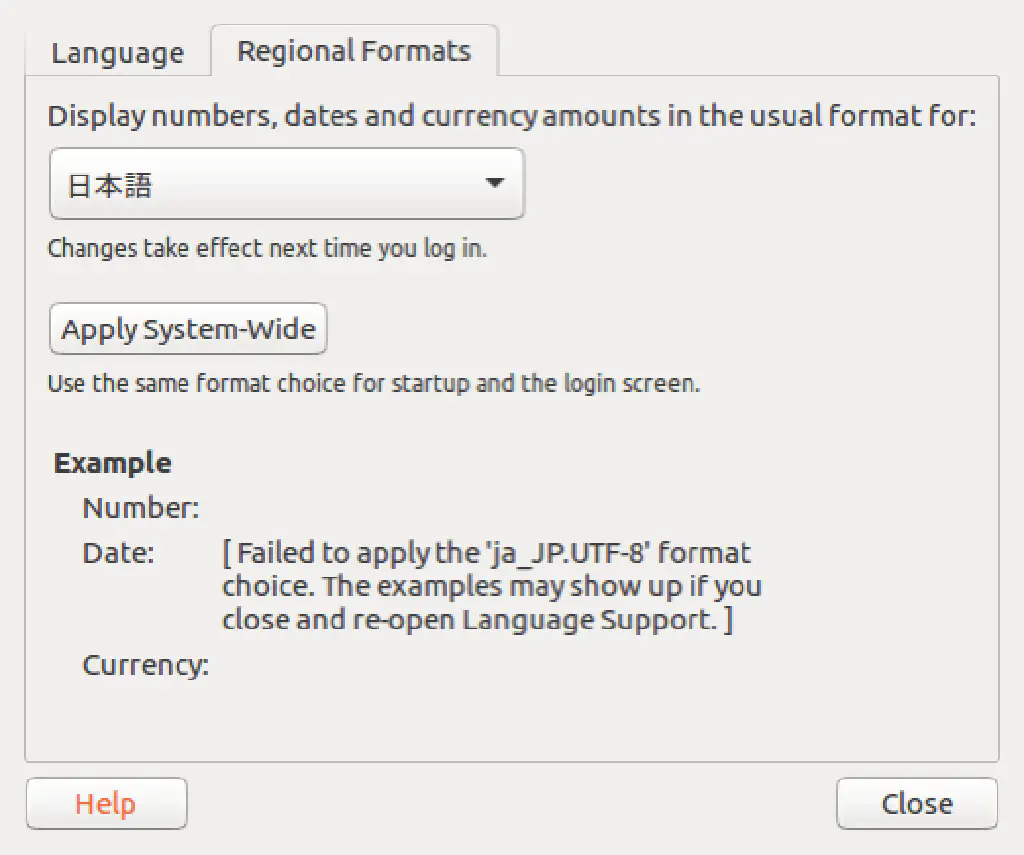 Language
Regional Formats
Display numbers, dates and currency amounts in the usual format for:
日本語
Changes take effect next time you log in.
Apply System-Wide
Use the same format choice for startup and the login screen.
Example
Number:
Date:
[ Failed to apply the 'ja_JP.UTF-8' format
choice. The examples may show up if you
close and re-open Language Support. ]
Currency:
Help
Close